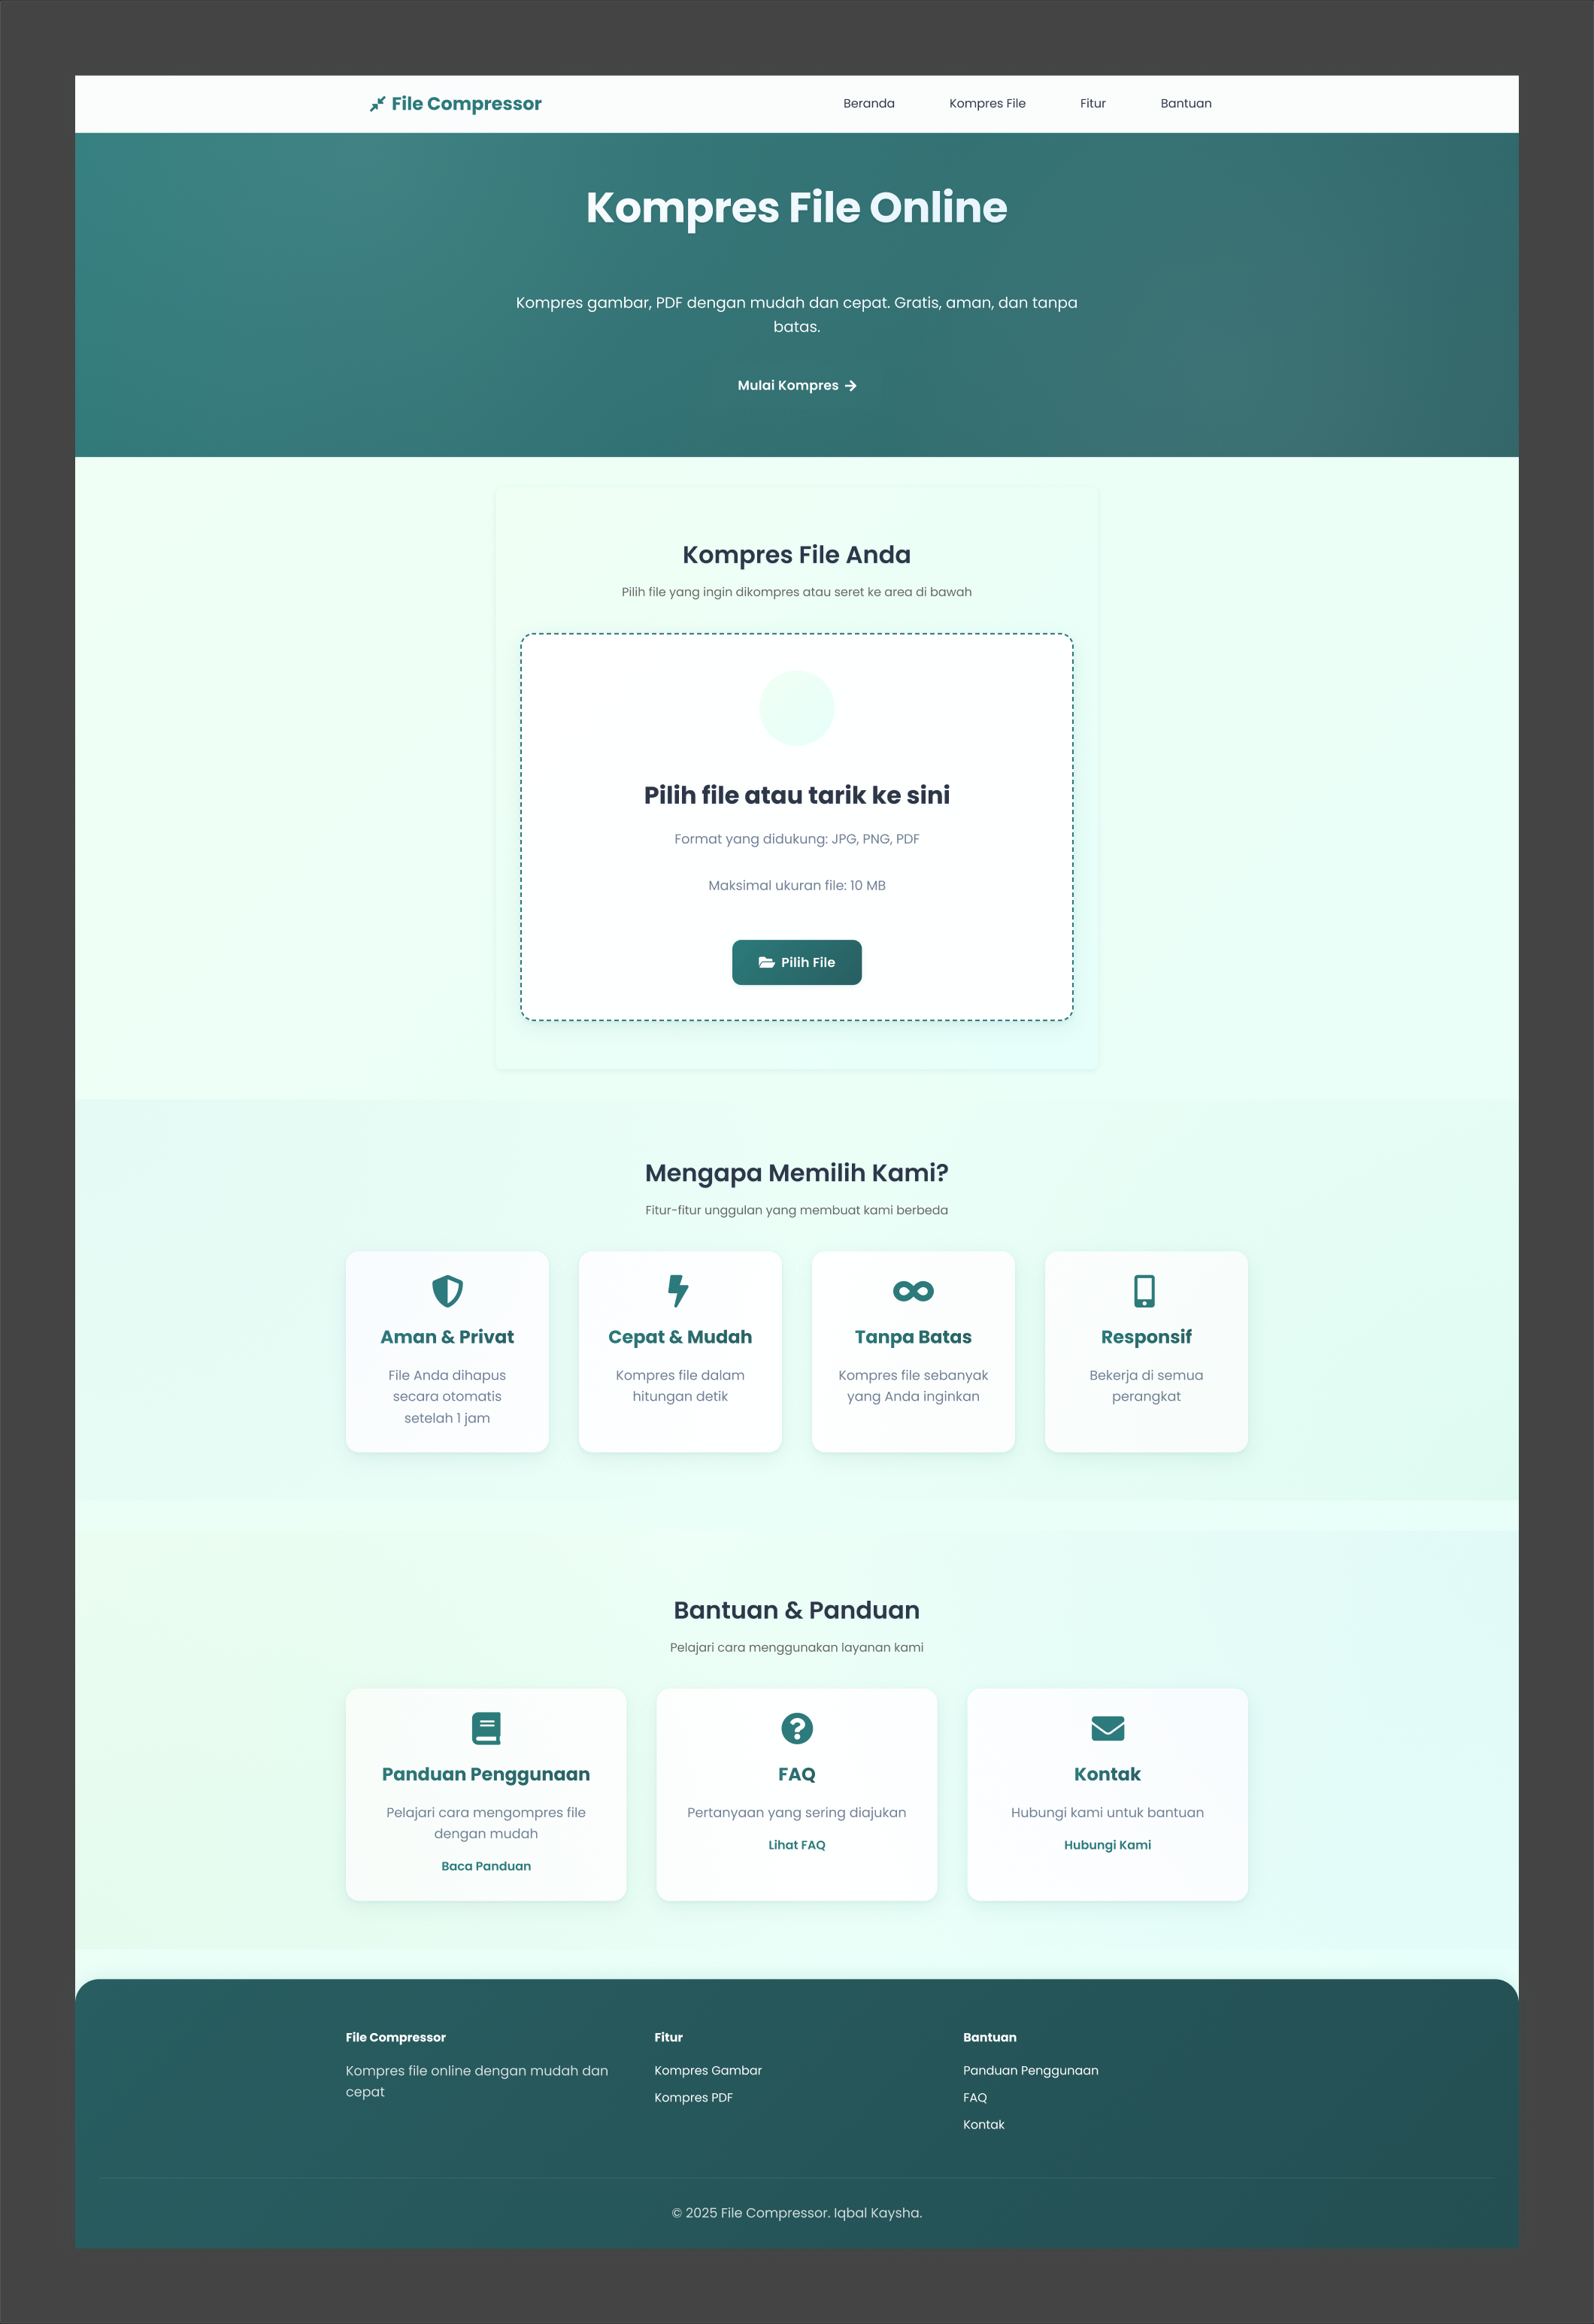 File Compressor
Beranda
Kompres File
Fitur
Bantuan
Kompres File Online
Kompres gambar, PDF dengan mudah dan cepat. Gratis, aman, dan tanpa
batas.
Mulai Kompres
Kompres File Anda
Pilih file yang ingin dikompres atau seret ke area di bawah
Pilih file atau tarik ke sini
Format yang didukung: JPG, PNG, PDF
Maksimal ukuran file: 10 MB
Pilih File
Mengapa Memilih Kami?
Fitur-fitur unggulan yang membuat kami berbeda
Aman & Privat
File Anda dihapus
secara otomatis
setelah 1 jam
Cepat & Mudah
Kompres file dalam
hitungan detik
Tanpa Batas
Kompres file sebanyak
yang Anda inginkan
Responsif
Bekerja di semua
perangkat
Bantuan & Panduan
Pelajari cara menggunakan layanan kami
Panduan Penggunaan
Pelajari cara mengompres file
dengan mudah
Baca Panduan
FAQ
Pertanyaan yang sering diajukan
Lihat FAQ
Kontak
Hubungi kami untuk bantuan
Hubungi Kami
File Compressor
Kompres file online dengan mudah dan
cepat
Fitur
Kompres Gambar
Kompres PDF
Bantuan
Panduan Penggunaan
FAQ
Kontak
© 2025 File Compressor. Iqbal Kaysha.